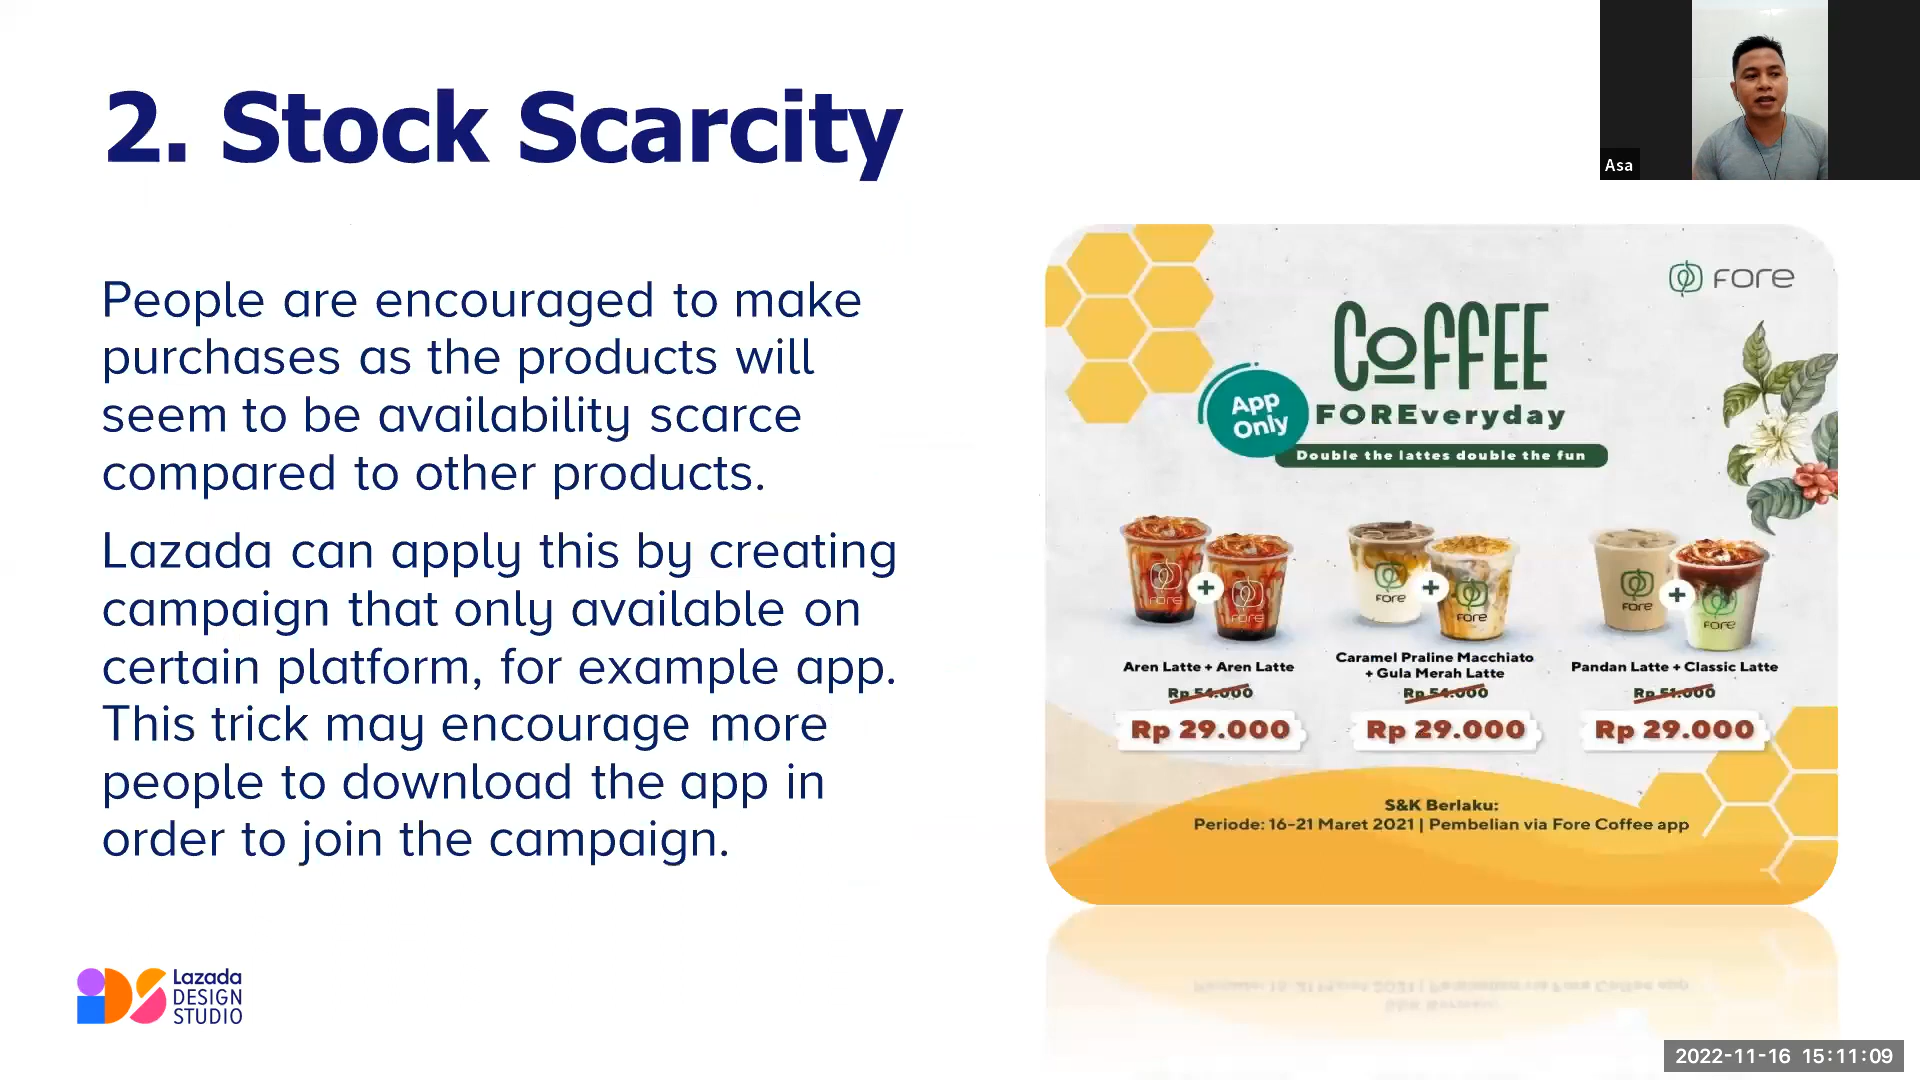 2. Stock Scarcity
People are encouraged to make
purchases as the products will
seem to be availability scarce
compared to other products.
Lazada can apply this by creating
campaign that only available on
certain platform, for example app.
This trick may encourage more
people to download the app in
order to join the campaign.
Lazada
DESIGN
STUDIO
Asa
fore
COFFEE
App
Only
FOREveryday
Double the lattes double the fun
fore
fore
fore
fore
fore
fore
Aren Latte + Aren Latte
Rp 54.000
Rp 29.000
Caramel Praline Macchiato
+ Gula Merah Latte
Rp 54.000
Rp 29.000
Pandan Latte + Classic Latte
Rp 51.000
Rp 29.000
S&K Berlaku:
Periode: 16-21 Maret 2021 | Pembelian via Fore Coffee app
2022-11-16 15:11:09